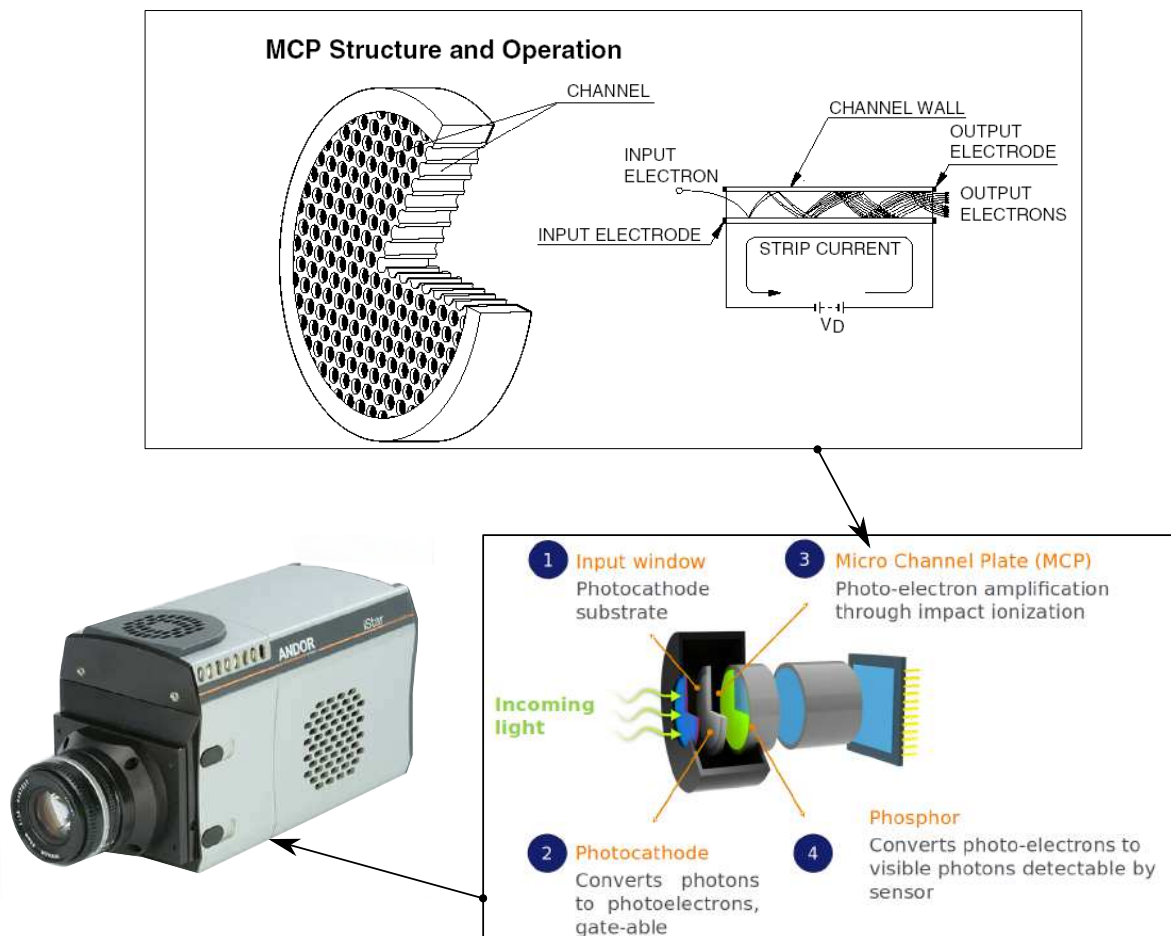 MCP Structure and Operation
CHANNEL
CHANNEL WALL
OUTPUT
ELECTRODE
INPUT
ELECTRON
OUTPUT
ELECTRONS
INPUT ELECTRODE
STRIP CURRENT
VD
ANDOR
iStar
1 Input window
Photocathode
substrate
3 Micro Channel Plate (MCP)
Photo-electron amplification
through impact ionization
Incoming
light
2 Photocathode
Converts photons
to photoelectrons,
gate-able
4 Phosphor
Converts photo-electrons to
visible photons detectable by
sensor